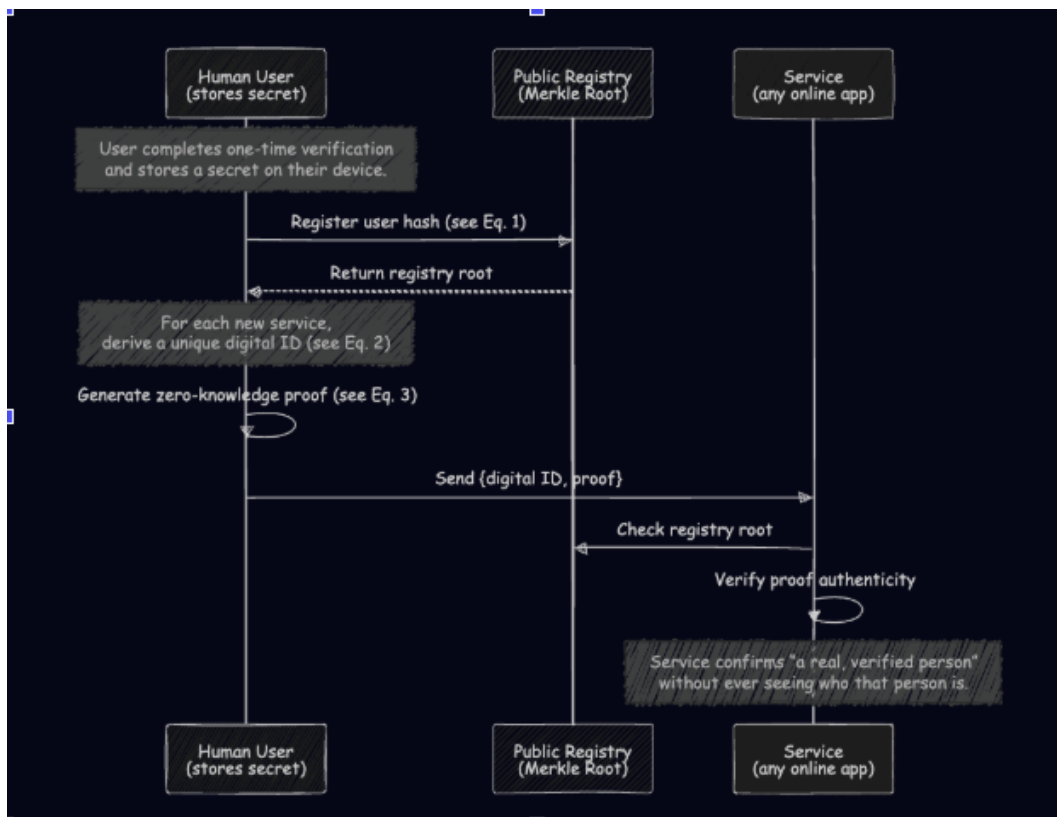 Human User
(stores secret)
Public Registry
(Merkle Root)
Service
(any online app)
User completes one-time verification
and stores a secret on their device.
Register user hash (see Eq. 1)
Return registry root
For each new service,
derive a unique digital ID (see Eq. 2)
Generate zero-knowledge proof (see Eq. 3)
Send {digital ID, proof}
Check registry root
Verify proof authenticity
Service confirms “a real, verified person”
without ever seeing who that person is.
Human User
(stores secret)
Public Registry
(Merkle Root)
Service
(any online app)